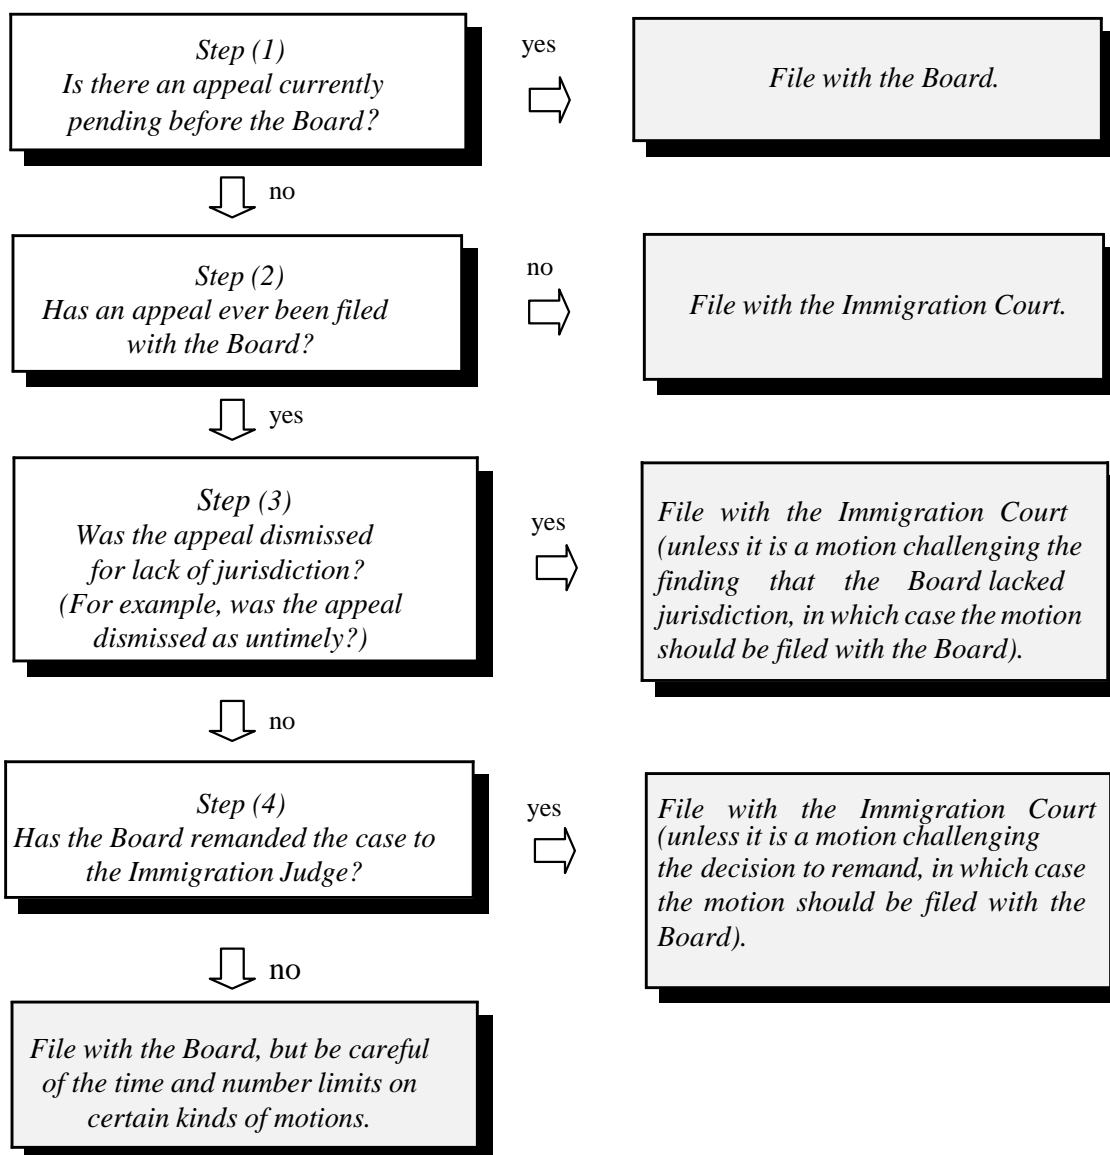 Step (1)
Is there an appeal currently
pending before the Board?
yes
File with the Board.
no
Step (2)
Has an appeal ever been filed
with the Board?
no
File with the Immigration Court.
yes
Step (3)
Was the appeal dismissed
for lack of jurisdiction?
(For example, was the appeal
dismissed as untimely?)
yes
File with the Immigration Court
(unless it is a motion challenging the
finding that the Board lacked
jurisdiction, in which case the motion
should be filed with the Board).
no
Step (4)
Has the Board remanded the case to
the Immigration Judge?
yes
File with the Immigration Court
(unless it is a motion challenging
the decision to remand, in which case
the motion should be filed with the
Board).
no
File with the Board, but be careful
of the time and number limits on
certain kinds of motions.